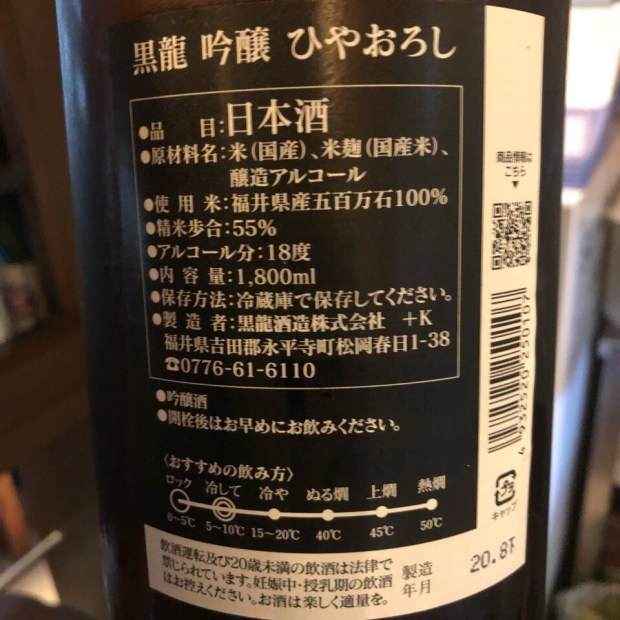 黒龍 吟醸 ひやおろし
●品 目：日本酒
●原材料名：米（国産）、米麹（国産米）、
醸造アルコール
●使 用 米：福井県産五百万石100%
●精米歩合：55%
●アルコール分：18度
●内 容 量：1,800ml
●保存方法：冷蔵庫で保存してください。
●製 造 者：黒龍酒造株式会社 +K
福井県吉田郡永平寺町松岡春日1-38
☎0776-61-6110
●吟醸酒
●開栓後はお早めにお飲みください。
〈おすすめの飲み方〉
ロック 冷して 冷や ぬる燗 上燗 熱燗
0〜5℃ 5〜10℃ 15〜20℃ 40℃ 45℃ 50℃
飲酒運転及び20歳未満の飲酒は法律で
禁じられています。妊娠中・授乳期の飲酒
はお控えください。お酒は楽しく適量を。
製造
年月
20.8下
商品情報は
こちら
▼
4 932520 250107
プラ
キャップ